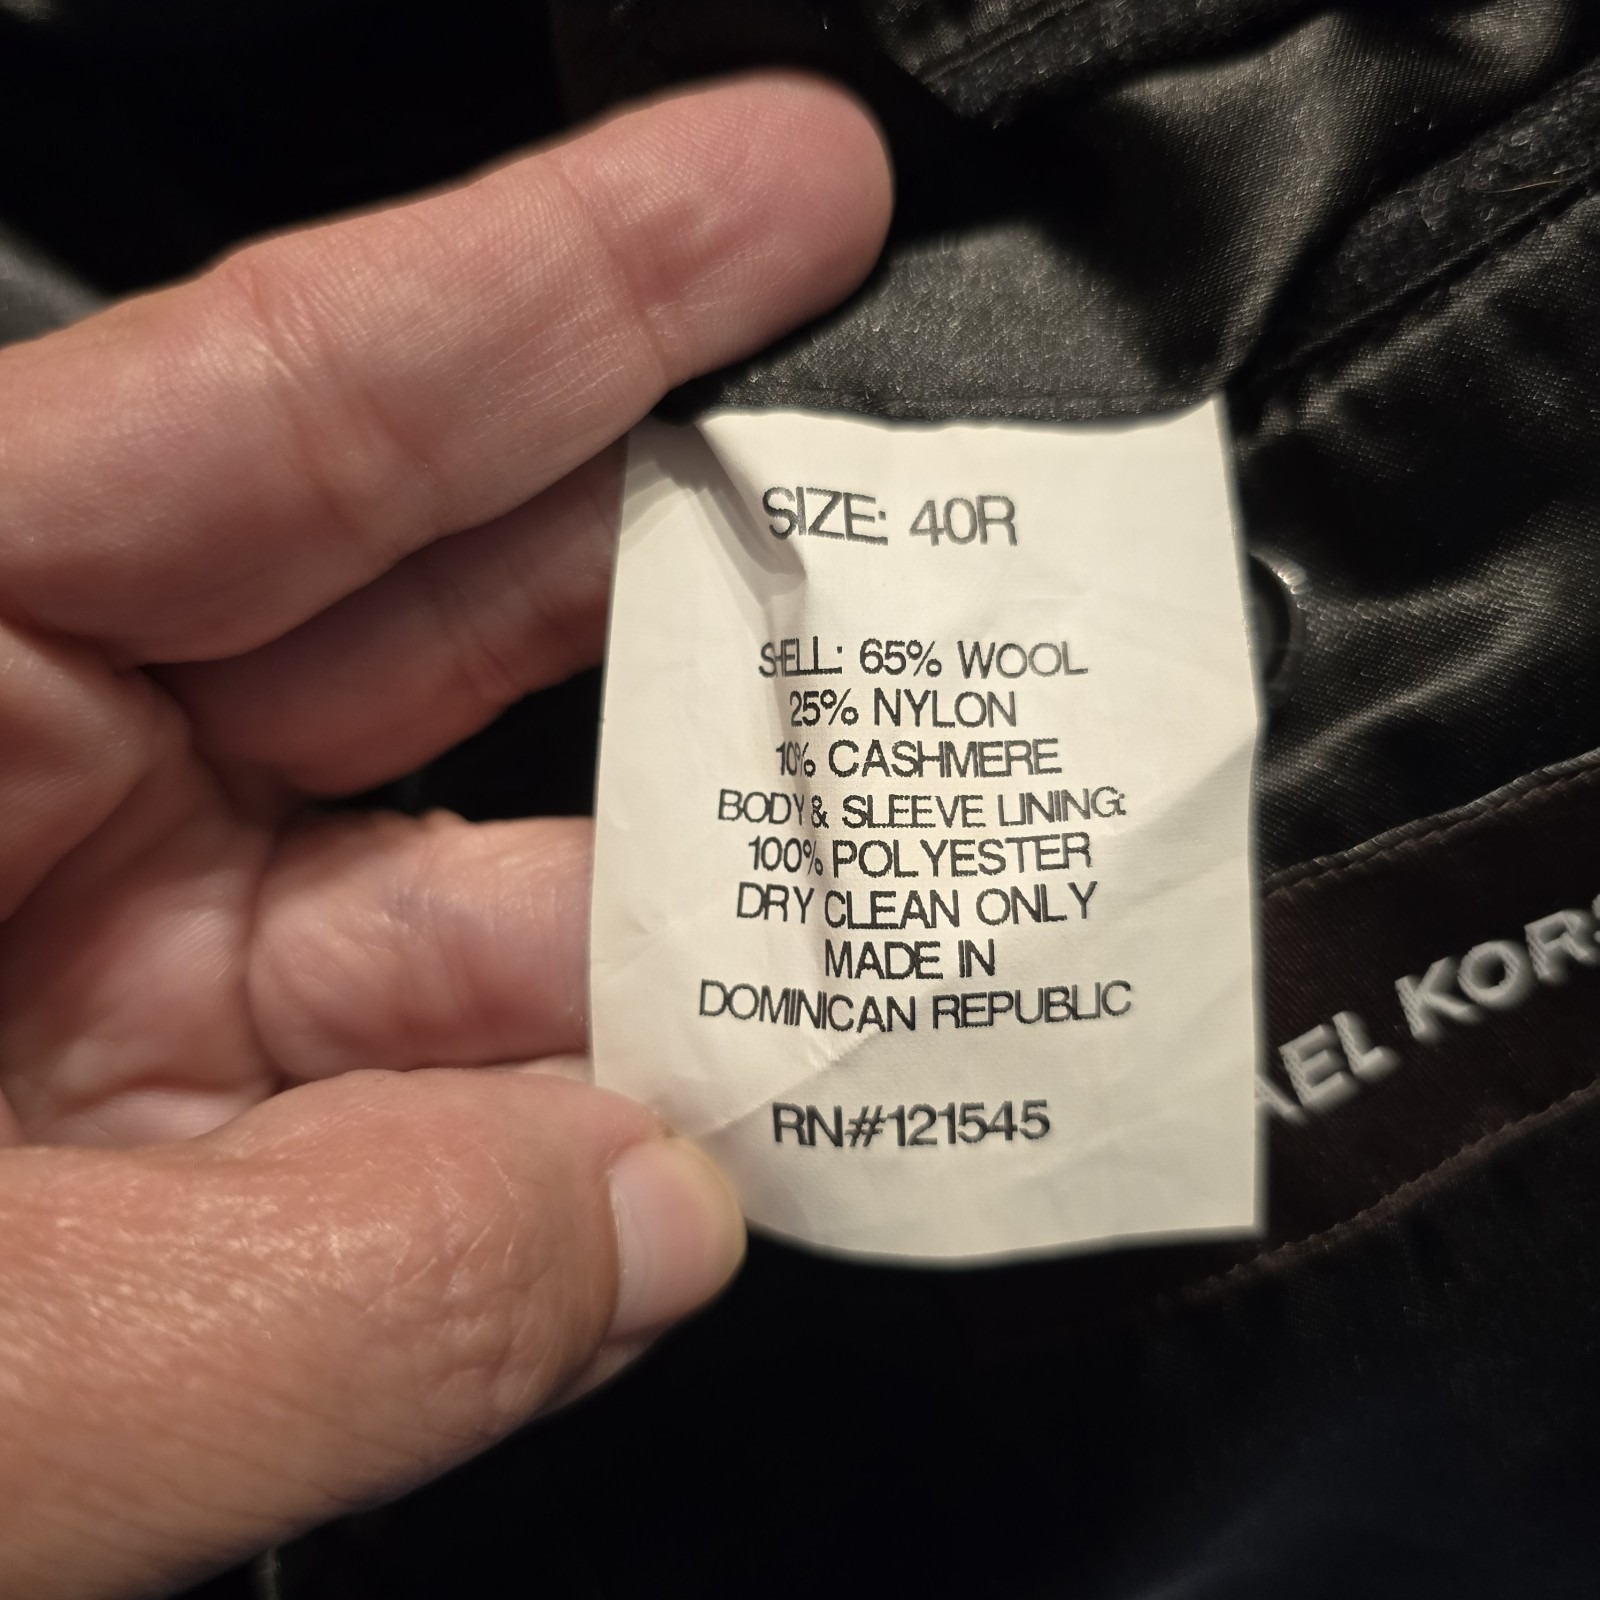 SIZE: 40R
SHELL: 65% WOOL
25% NYLON
10% CASHMERE
BODY & SLEEVE LINING:
100% POLYESTER
DRY CLEAN ONLY
MADE IN
DOMINICAN REPUBLIC
RN#121545
AEL KORS